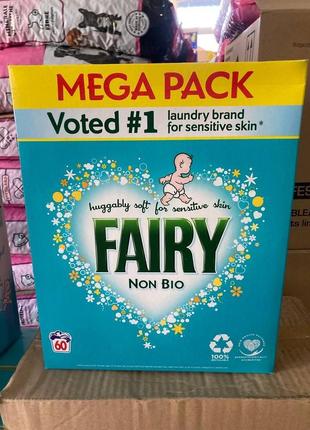 MEGA PACK
Voted #1 laundry brand
for sensitive skin*
huggably soft for sensitive skin
FAIRY
NON BIO
60
100%